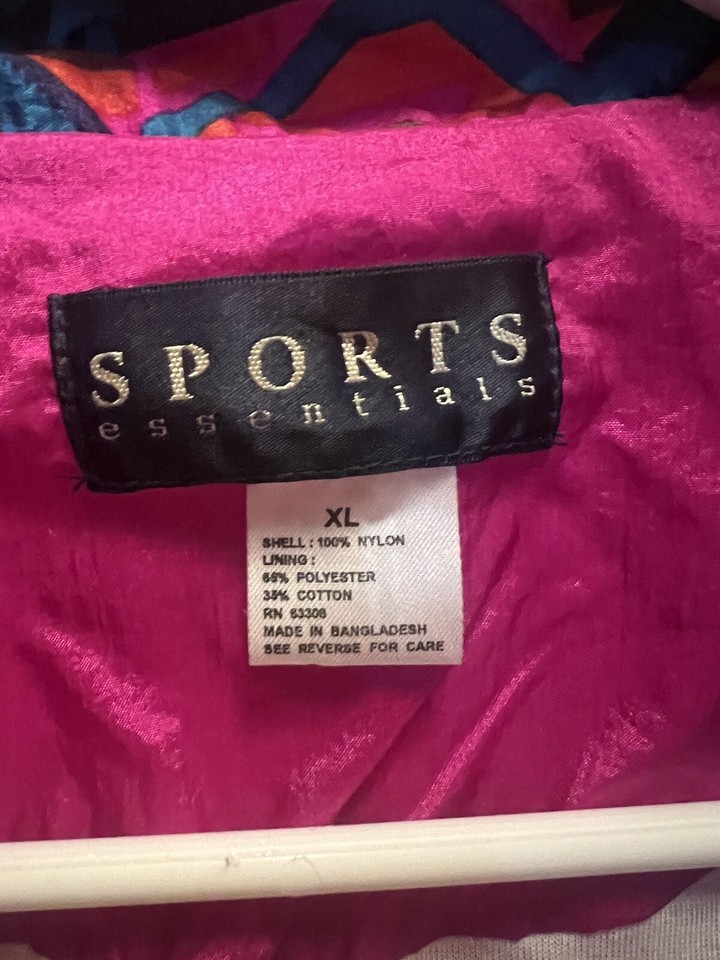 SPORTS
essentials
XL
SHELL : 100% NYLON
LINING :
65% POLYESTER
35% COTTON
RN 63306
MADE IN BANGLADESH
SEE REVERSE FOR CARE